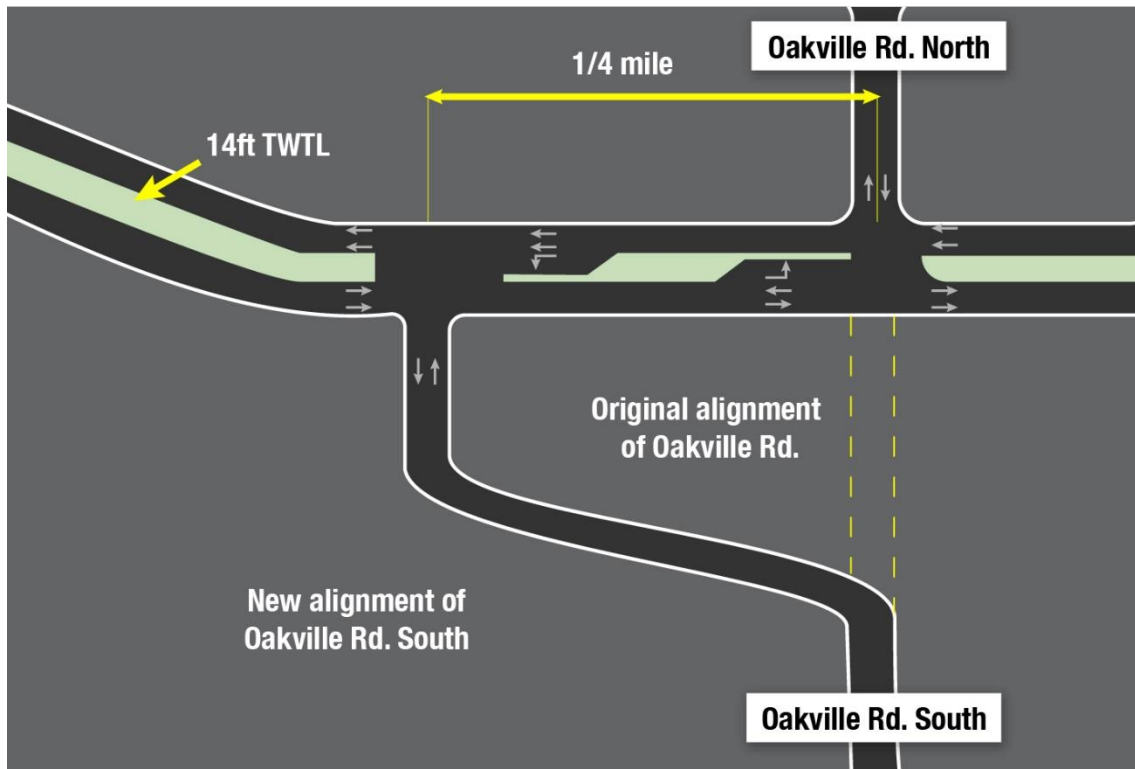 Oakville Rd. North
1/4 mile
14ft TWTL
Original alignment
of Oakville Rd.
New alignment of
Oakville Rd. South
Oakville Rd. South